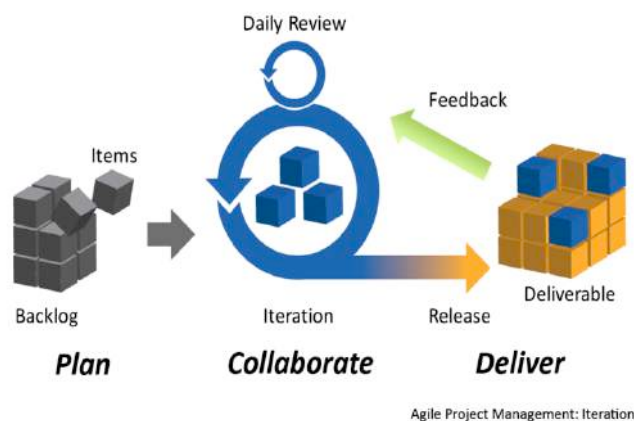 Daily Review
Feedback
Items
Backlog
Iteration
Release
Deliverable
Plan
Collaborate
Deliver
Agile Project Management: Iteration